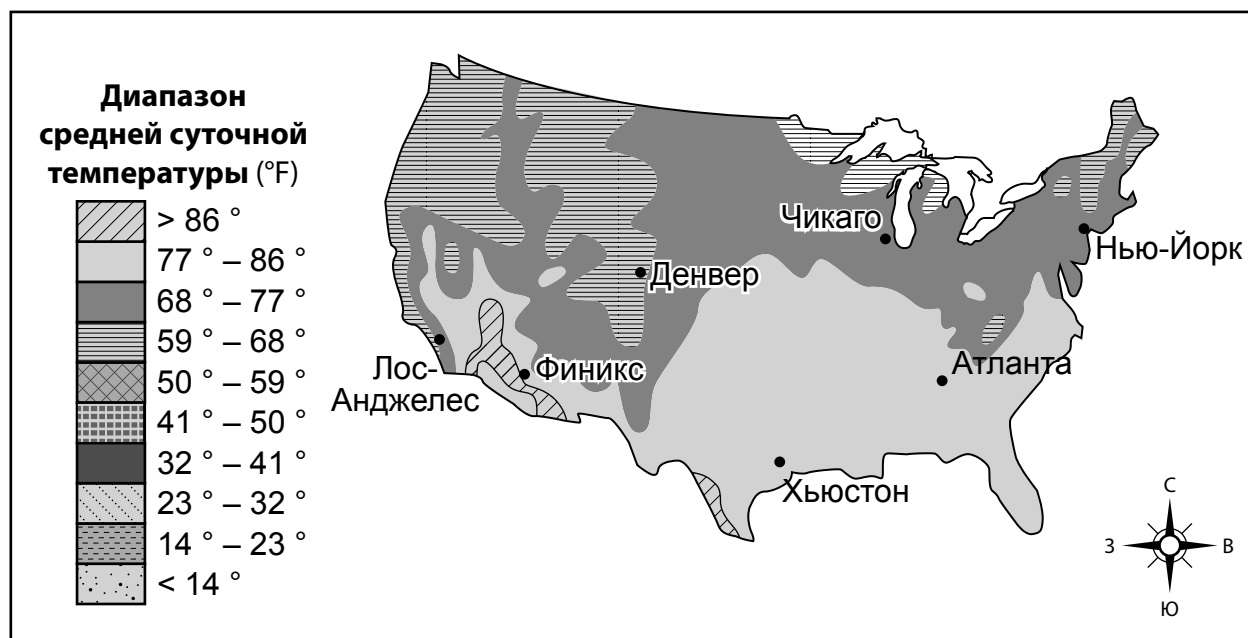 Диапазон
средней суточной
температуры (°F)
> 86 °
77 ° – 86 °
68 ° – 77 °
59 ° – 68 °
50 ° – 59 °
41 ° – 50 °
32 ° – 41 °
23 ° – 32 °
14 ° – 23 °
< 14 °
Чикаго
Нью-Йорк
Денвер
Лос-
Анджелес
Финикс
Атланта
Хьюстон
С
З
В
Ю